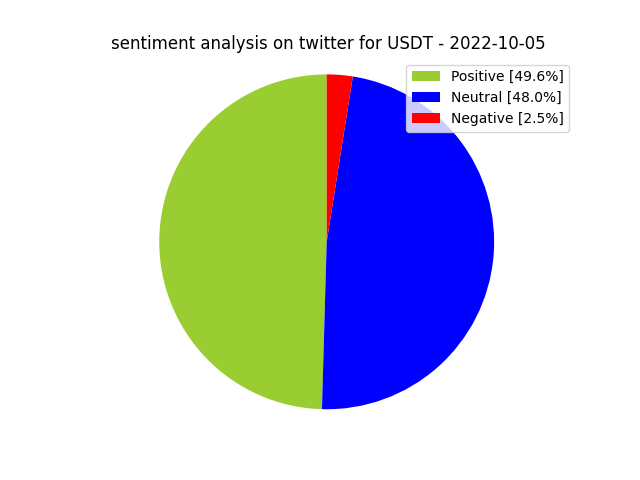 sentiment analysis on twitter for USDT - 2022-10-05
Positive [49.6%]
Neutral [48.0%]
Negative [2.5%]